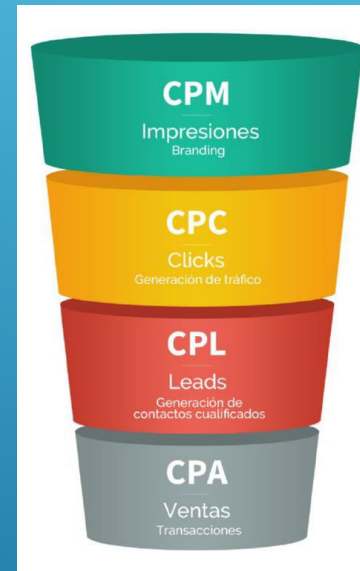 CPM
Impresiones
Branding
CPC
Clicks
Generación de tráfico
CPL
Leads
Generación de
contactos cualificados
CPA
Ventas
Transacciones